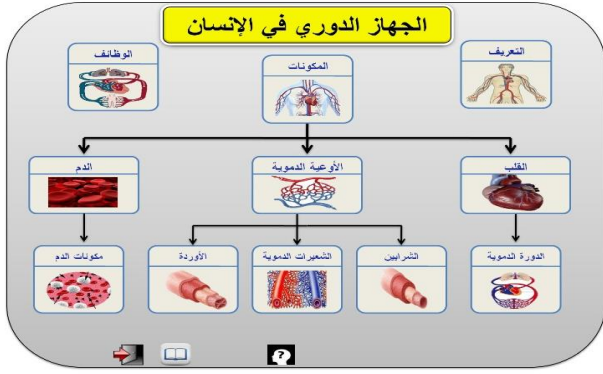 الجهاز الدوري في الإنسان
التعريف
المكونات
الوظائف
القلب
الأوعية الدموية
الدم
الدورة الدموية
الشرايين
الشعيرات الدموية
الأوردة
مكونات الدم
?